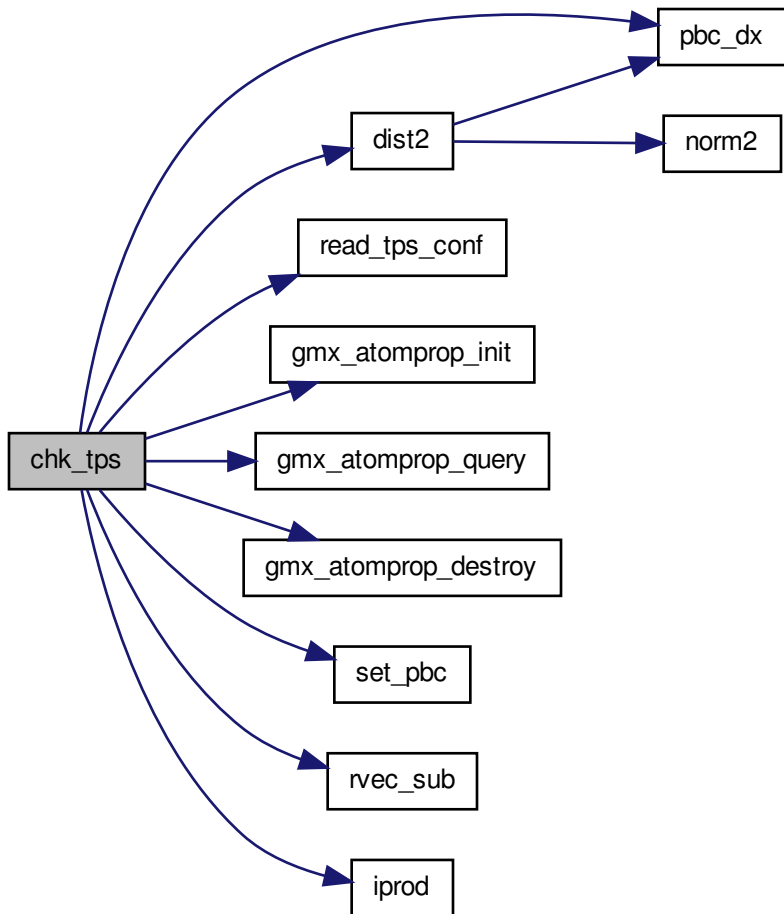 pbc_dx
dist2
norm2
read_tps_conf
gmx_atomprop_init
chk_tps
gmx_atomprop_query
gmx_atomprop_destroy
set_pbc
rvec_sub
iprod